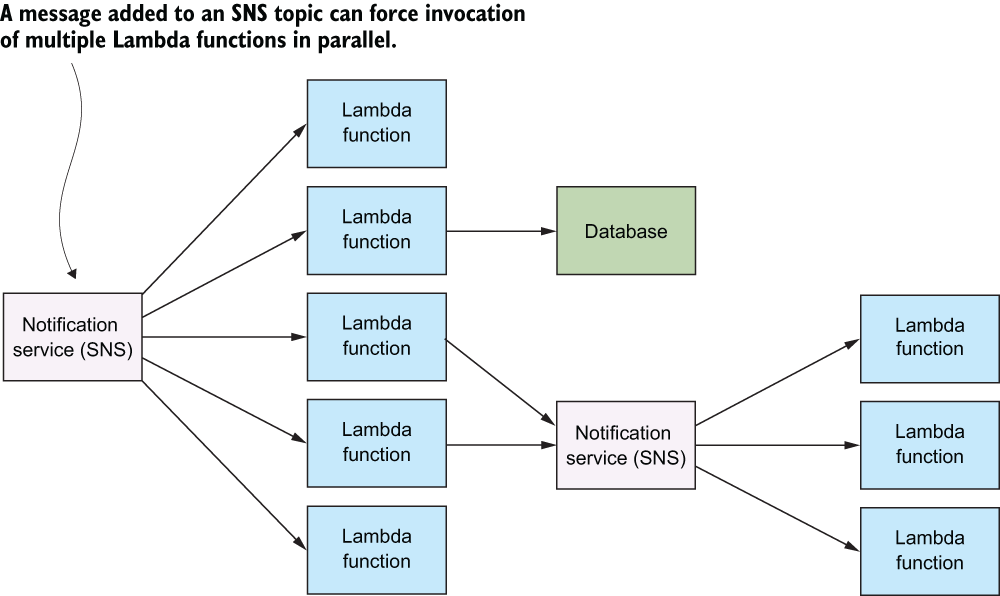 A message added to an SNS topic can force invocation
of multiple Lambda functions in parallel.
Lambda
function
Lambda
function
Database
Notification
service (SNS)
Lambda
function
Lambda
function
Lambda
function
Notification
service (SNS)
Lambda
function
Lambda
function
Lambda
function